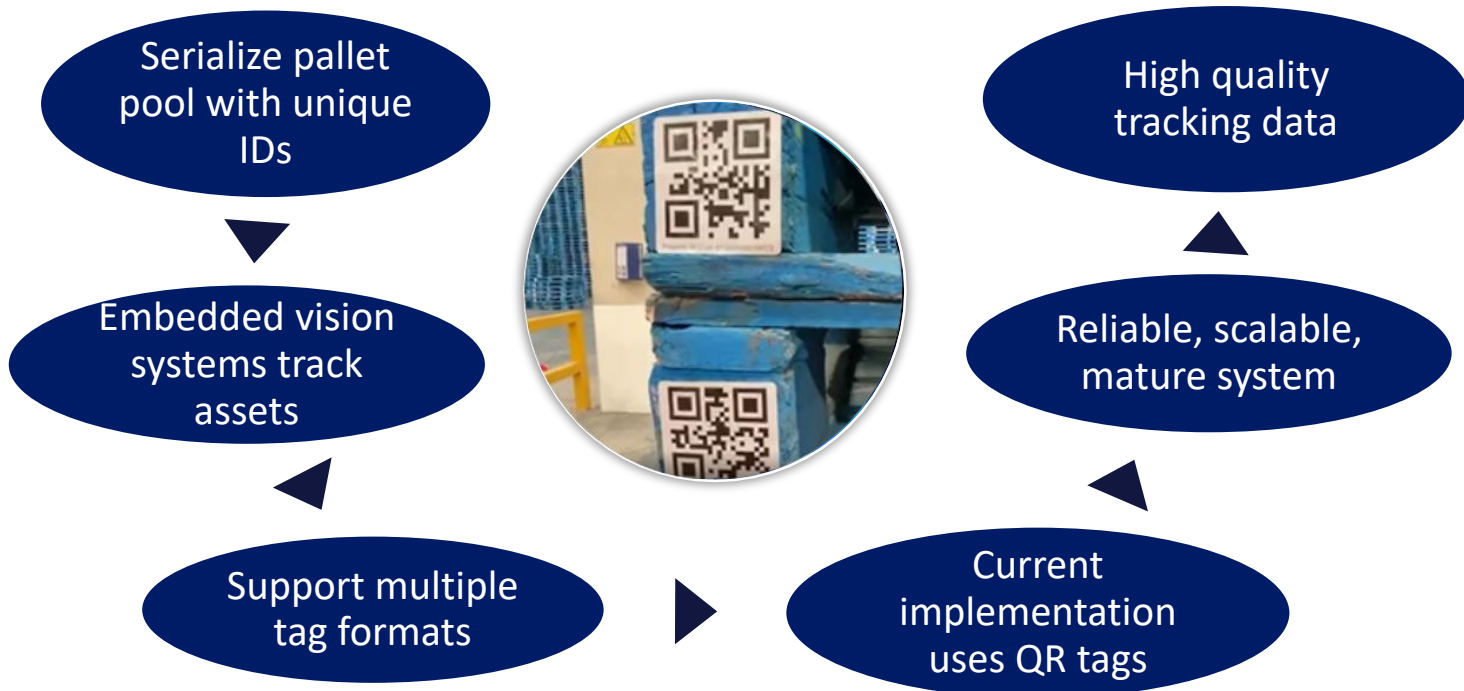 Serialize pallet
pool with unique
IDs
Embedded vision
systems track
assets
Support multiple
tag formats
Current
implementation
uses QR tags
Reliable, scalable,
mature system
High quality
tracking data